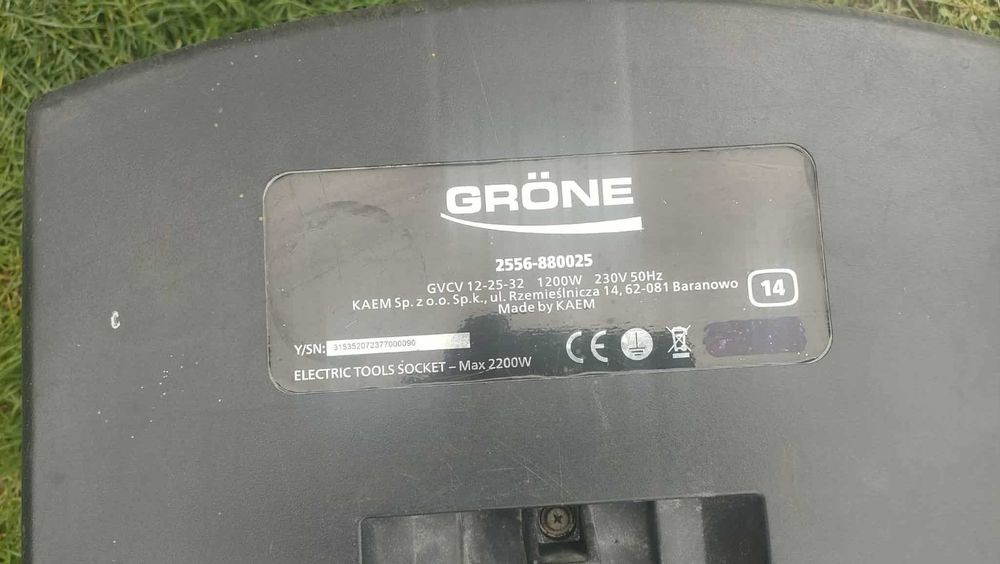 GRÖNE
2556-880025
GVCV 12-25-32 1200W 230V 50Hz
KAEM Sp. z o.o. Sp.k., ul. Rzemieślnicza 14, 62-081 Baranowo
Made by KAEM
14
Y/SN: 315352072377000090
CE
ELECTRIC TOOLS SOCKET – Max 2200W